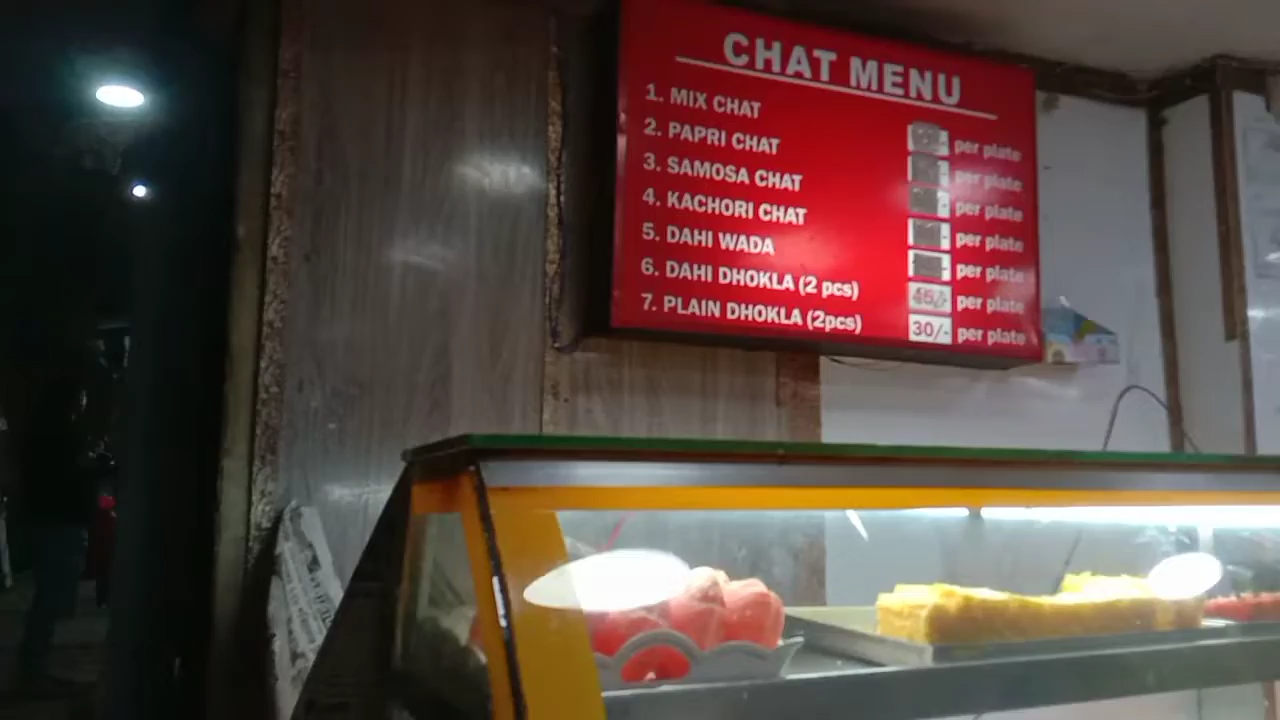 CHAT MENU
1. MIX CHAT per plate
2. PAPRI CHAT per plate
3. SAMOSA CHAT per plate
4. KACHORI CHAT per plate
5. DAHI WADA per plate
6. DAHI DHOKLA (2 pcs) 45/- per plate
7. PLAIN DHOKLA (2pcs) 30/- per plate